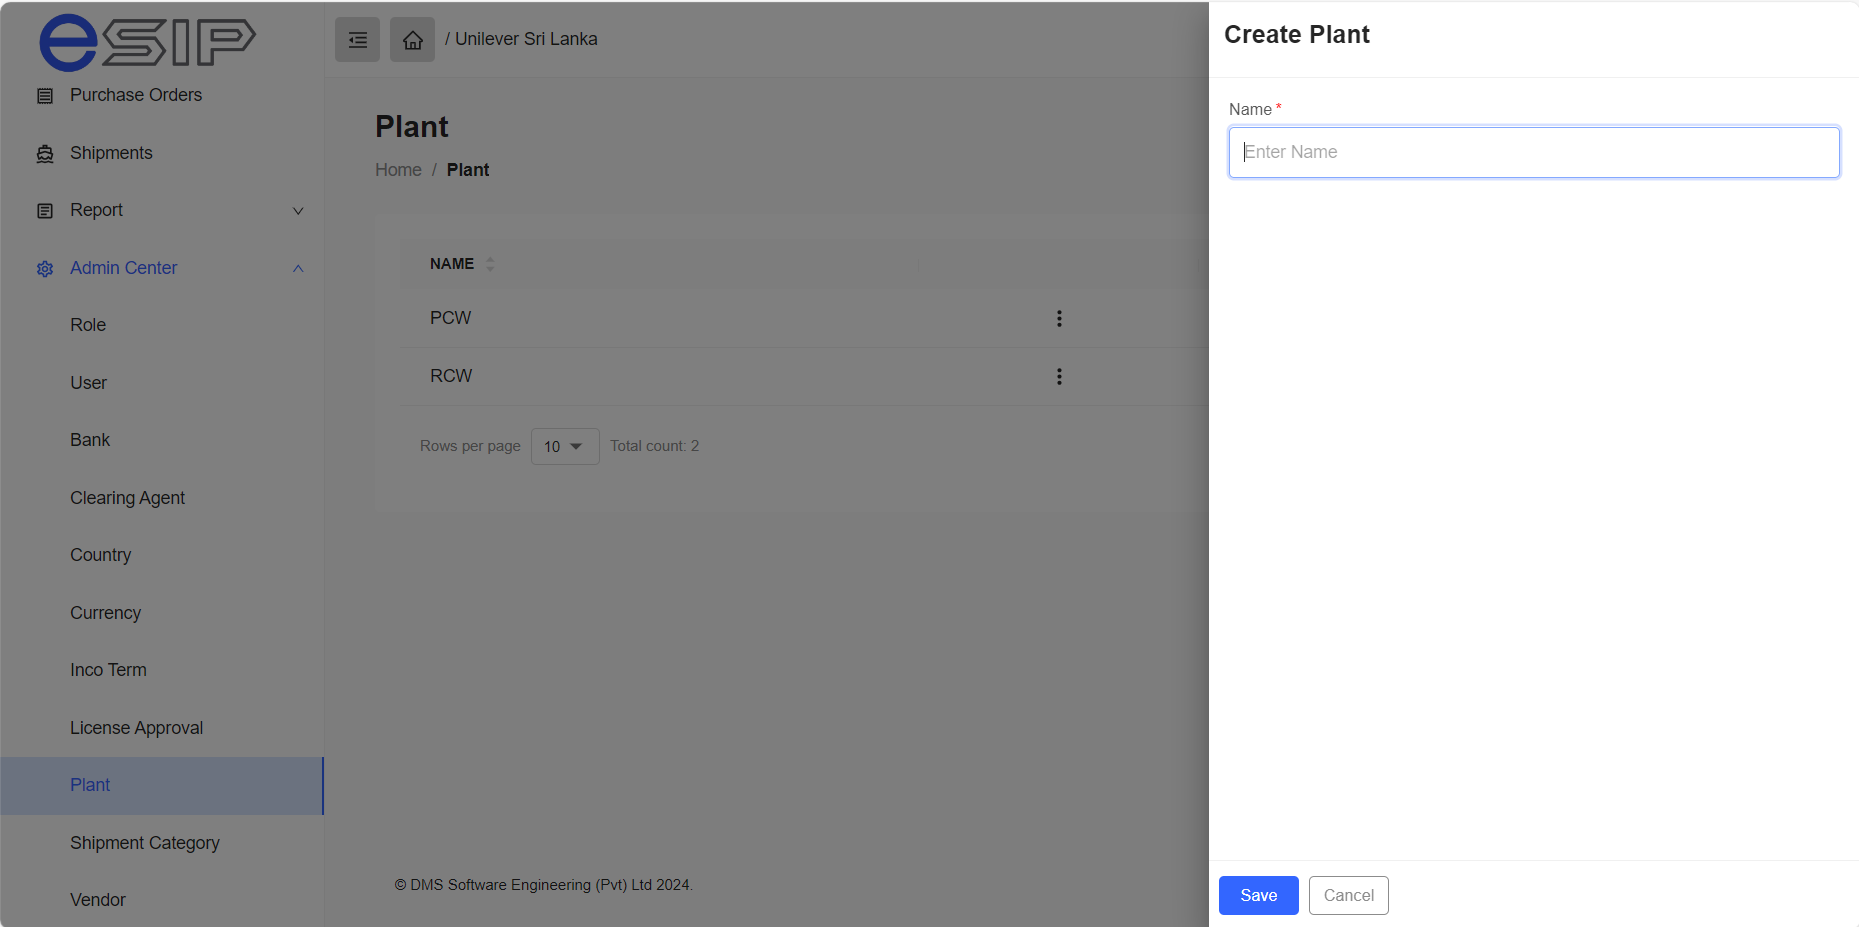 eSIP
Purchase Orders
Shipments
Report
Admin Center
Role
User
Bank
Clearing Agent
Country
Currency
Inco Term
License Approval
Plant
Shipment Category
Vendor
/ Unilever Sri Lanka
Plant
Home / Plant
NAME
PCW
RCW
Rows per page 10 Total count: 2
© DMS Software Engineering (Pvt) Ltd 2024.
Create Plant
Name *
Enter Name
Save Cancel